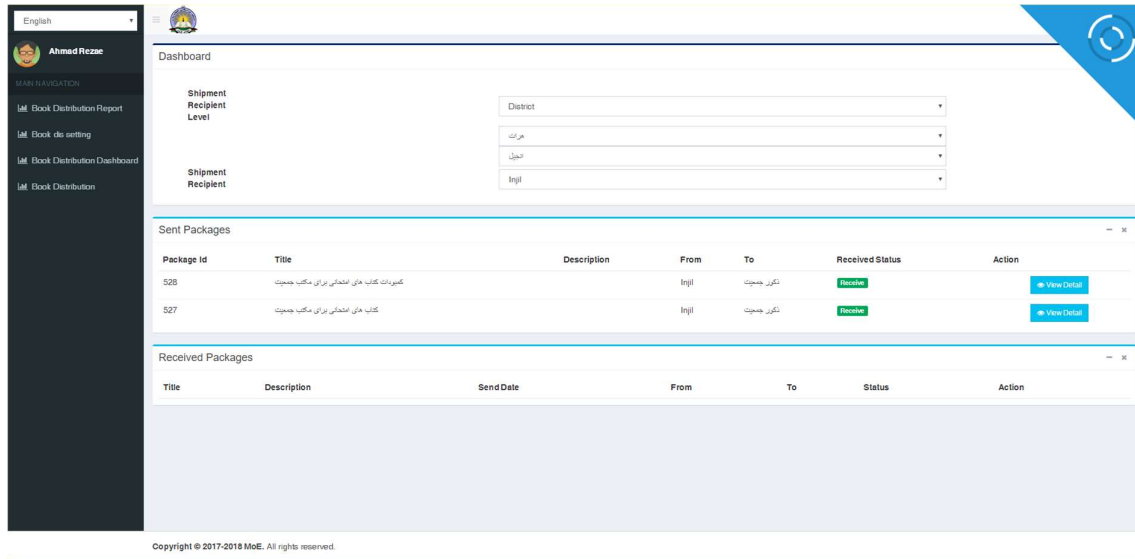 English
Ahmad Rezae
MAIN NAVIGATION
Book Distribution Report
Book dis setting
Book Distribution Dashboard
Book Distribution
Dashboard
Shipment
Recipient
Level
District
هرات
انجیل
Shipment
Recipient
Injil
Sent Packages
Package Id Title Description From To Received Status Action
528 کمبودات کتاب های امتحانی برای مکتب جمعیت Injil ذکور جمعیت Receive View Detail
527 کتاب های امتحانی برای مکتب جمعیت Injil ذکور جمعیت Receive View Detail
Received Packages
Title Description Send Date From To Status Action
Copyright © 2017-2018 MoE. All rights reserved.